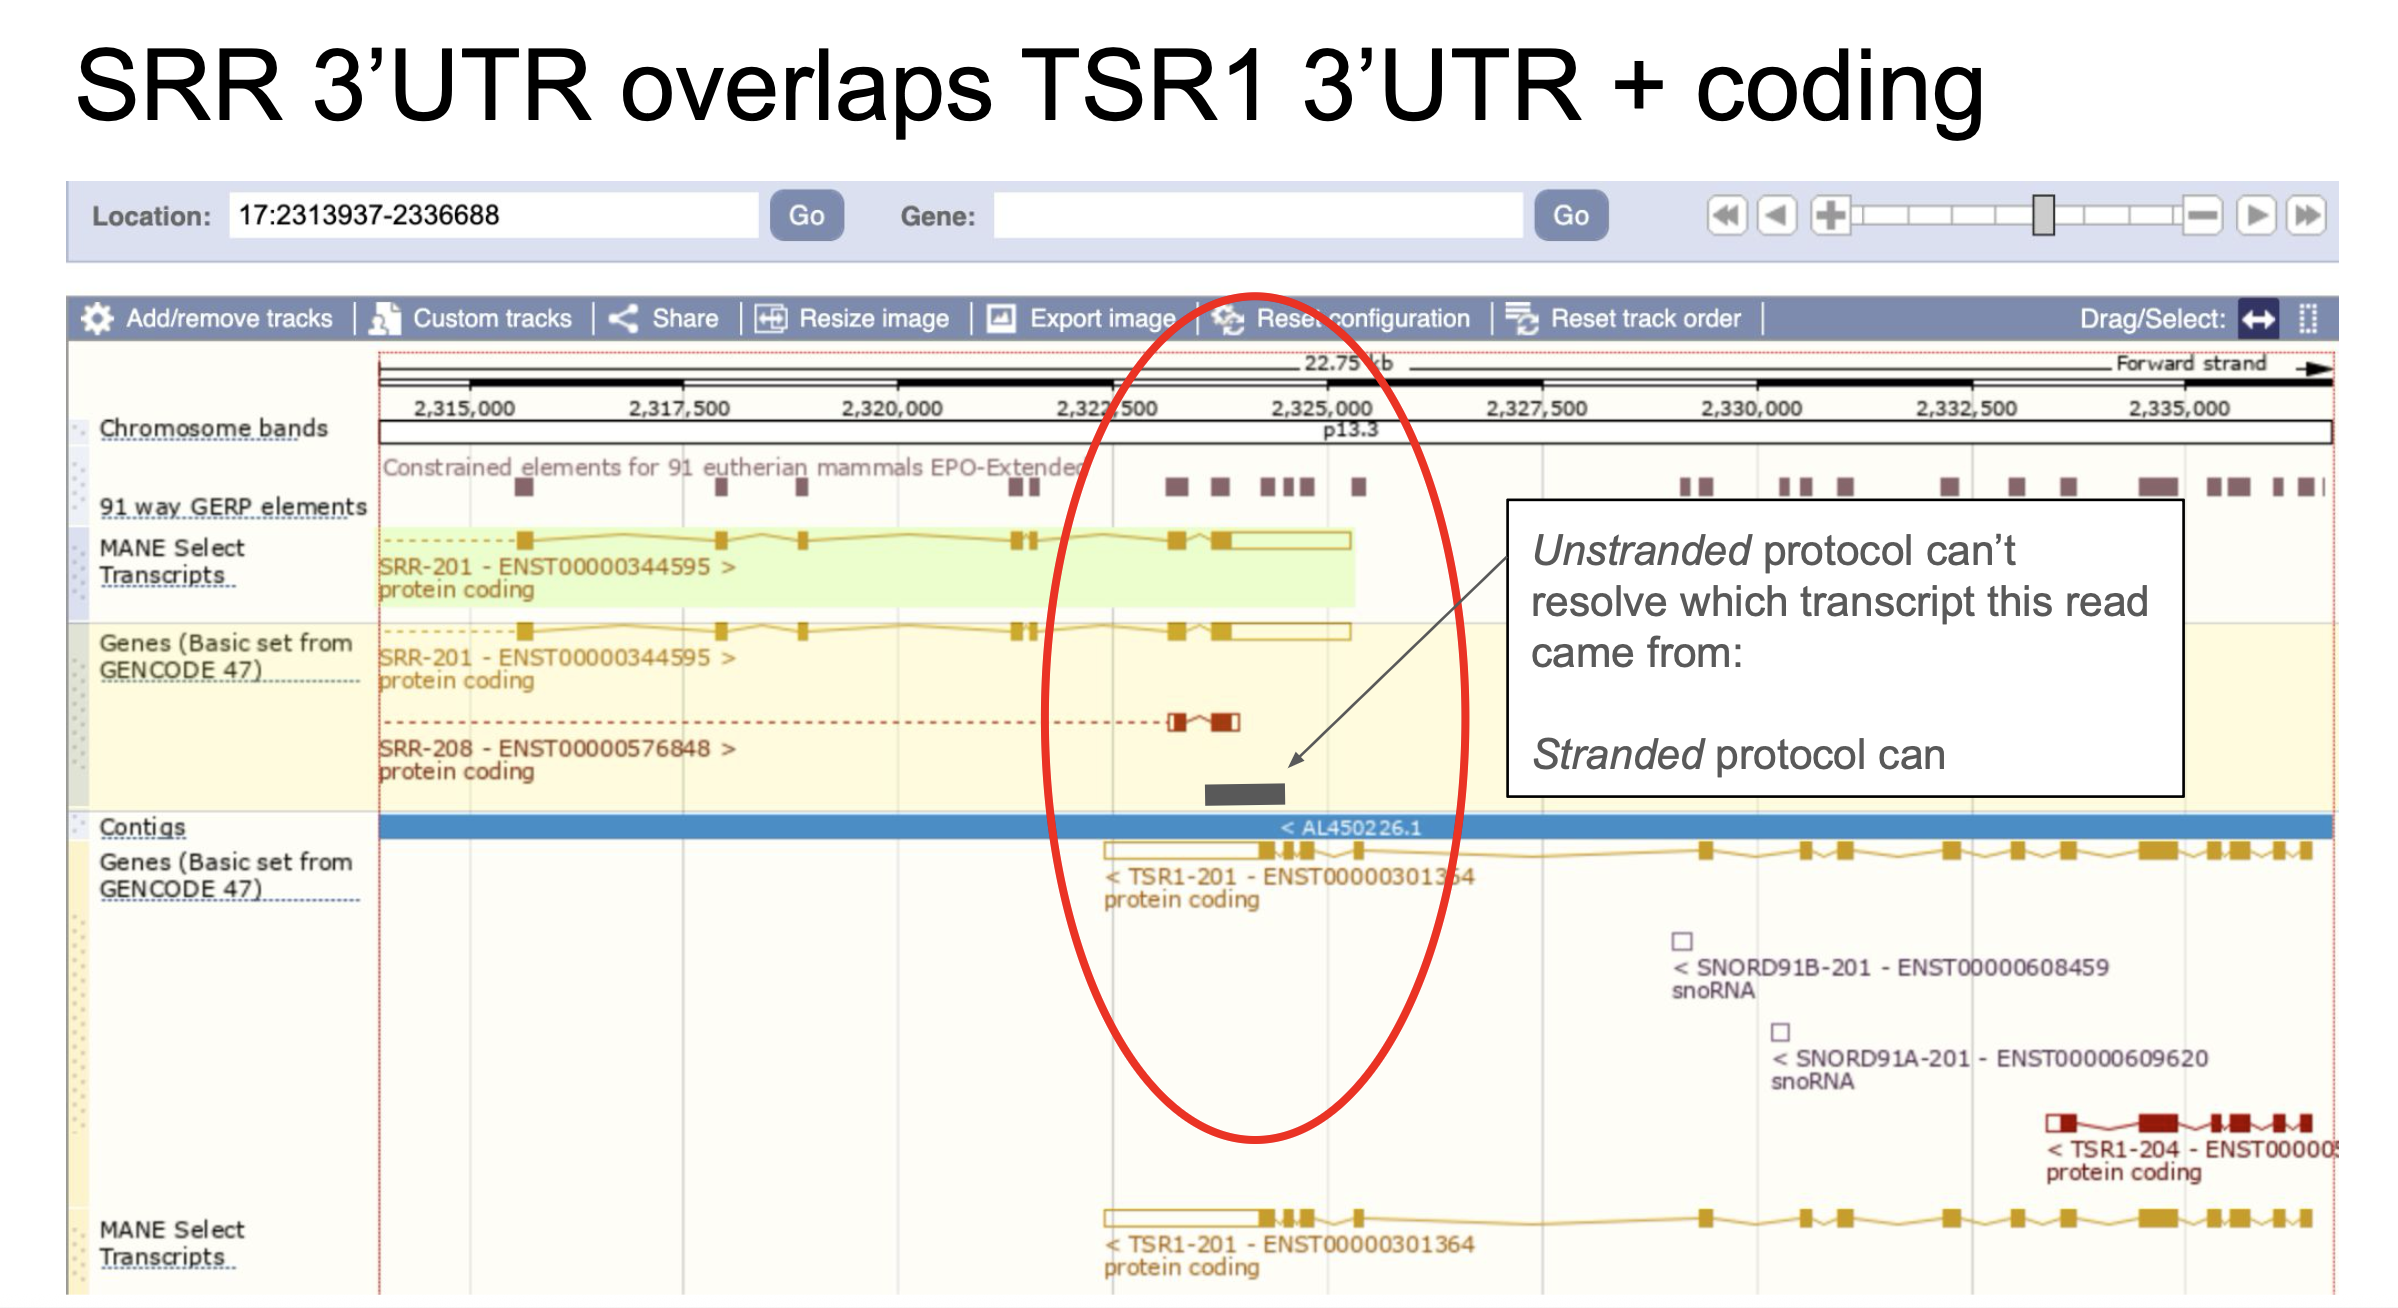 SRR 3’UTR overlaps TSR1 3’UTR + coding
Location: 17:2313937-2336688 Go Gene: Go
Add/remove tracks Custom tracks Share Resize image Export image Reset configuration Reset track order Drag/Select:
22.75 kb Forward strand
2,315,000 2,317,500 2,320,000 2,322,500 2,325,000 2,327,500 2,330,000 2,332,500 2,335,000
Chromosome bands p13.3
Constrained elements for 91 eutherian mammals EPO-Extended
91 way GERP elements
MANE Select
Transcripts
SRR-201 - ENST00000344595 >
protein coding
Genes (Basic set from
GENCODE 47)
SRR-201 - ENST00000344595 >
protein coding
SRR-208 - ENST00000576848 >
protein coding
Unstranded protocol can’t
resolve which transcript this read
came from:
Stranded protocol can
Contigs < AL450226.1
Genes (Basic set from
GENCODE 47)
< TSR1-201 - ENST00000301364
protein coding
< SNORD91B-201 - ENST00000608459
snoRNA
< SNORD91A-201 - ENST00000609620
snoRNA
< TSR1-204 - ENST00000
protein coding
MANE Select
Transcripts
< TSR1-201 - ENST00000301364
protein coding